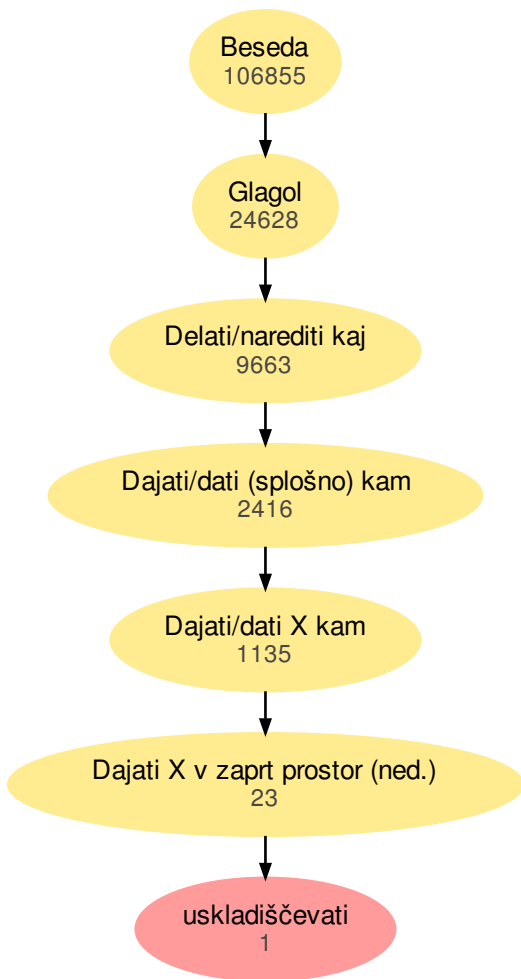 Beseda
106855
Glagol
24628
Delati/narediti kaj
9663
Dajati/dati (splošno) kam
2416
Dajati/dati X kam
1135
Dajati X v zaprt prostor (ned.)
23
uskladiščevati
1